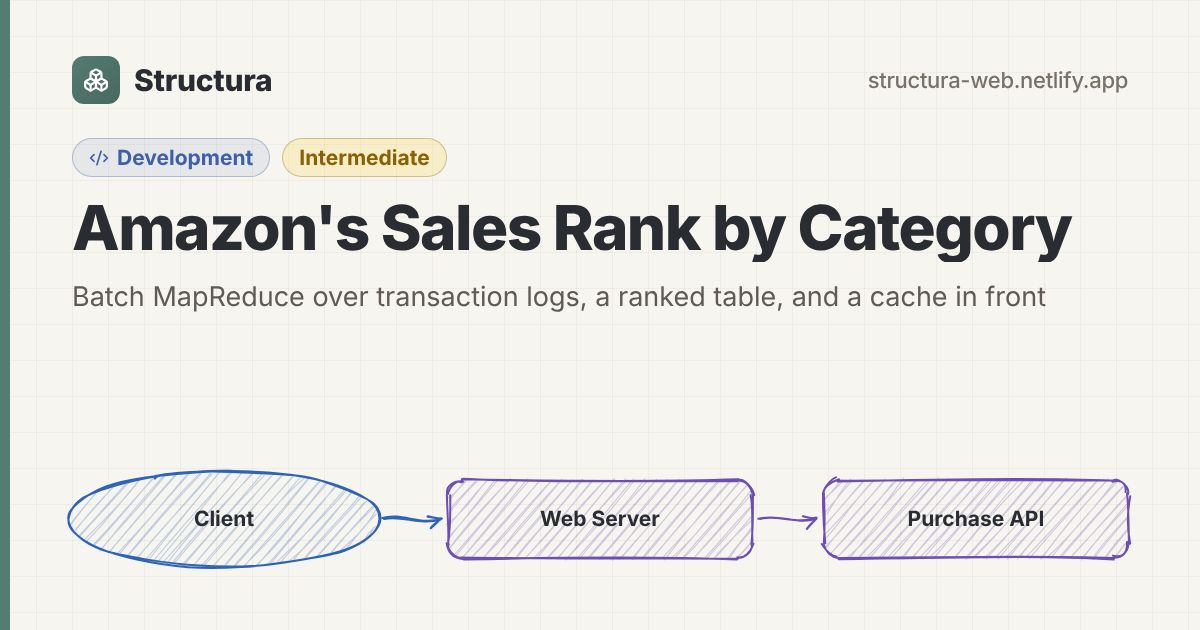 Structura
structura-web.netlify.app
</> Development
Intermediate
Amazon's Sales Rank by Category
Batch MapReduce over transaction logs, a ranked table, and a cache in front
Client
Web Server
Purchase API